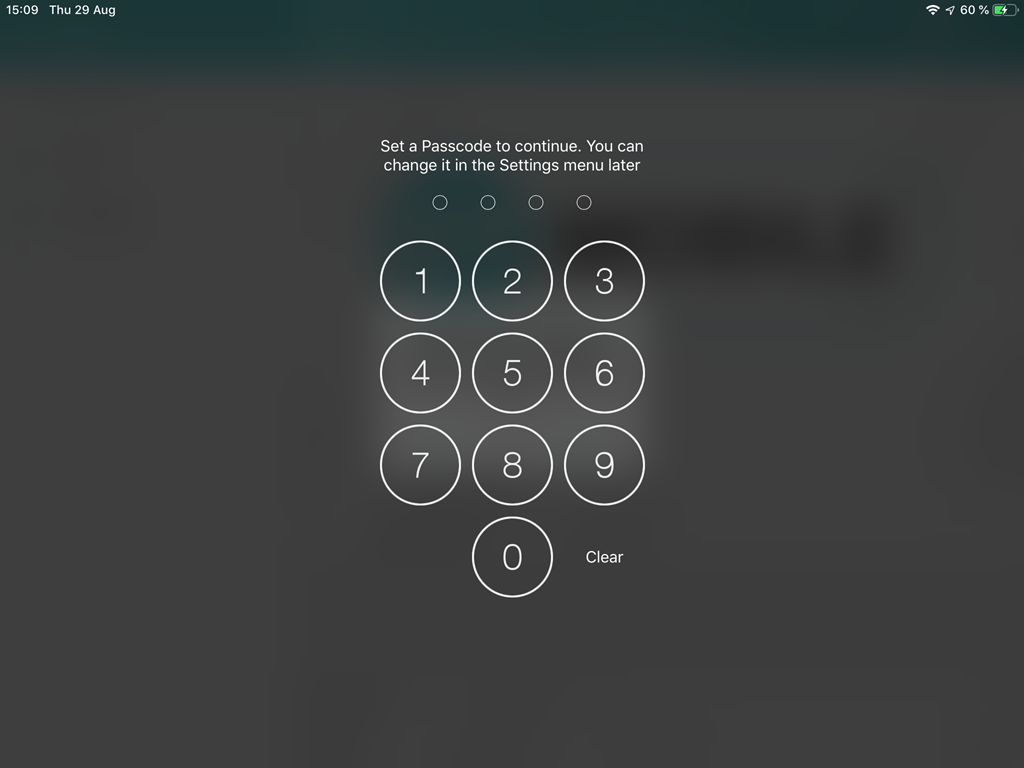 15:09 Thu 29 Aug 60 %
Set a Passcode to continue. You can
change it in the Settings menu later
1 2 3
4 5 6
7 8 9
0 Clear